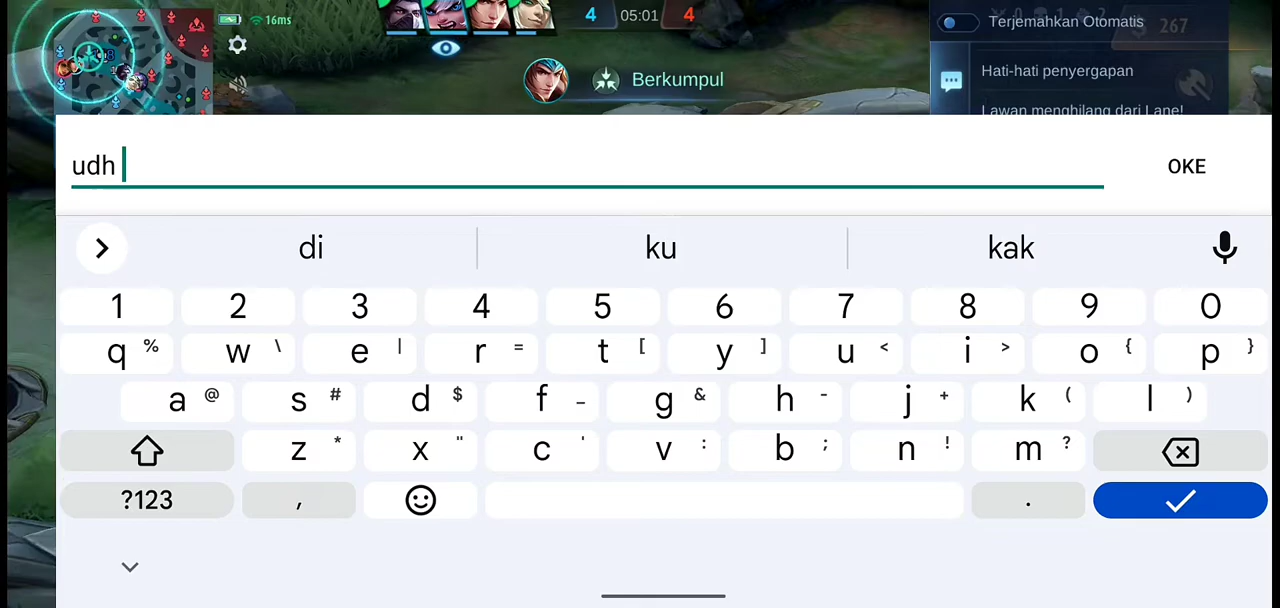 16ms
4 05:01 4
Terjemahkan Otomatis
267
Berkumpul
Hati-hati penyergapan
Lawan menghilang dari Lane!
udh
OKE
di ku kak
1 2 3 4 5 6 7 8 9 0
q % w \ e | r = t [ y ] u < i > o { p }
a @ s # d $ f _ g & h - j + k ( l )
z * x " c ' v : b ; n ! m ?
?123 , .